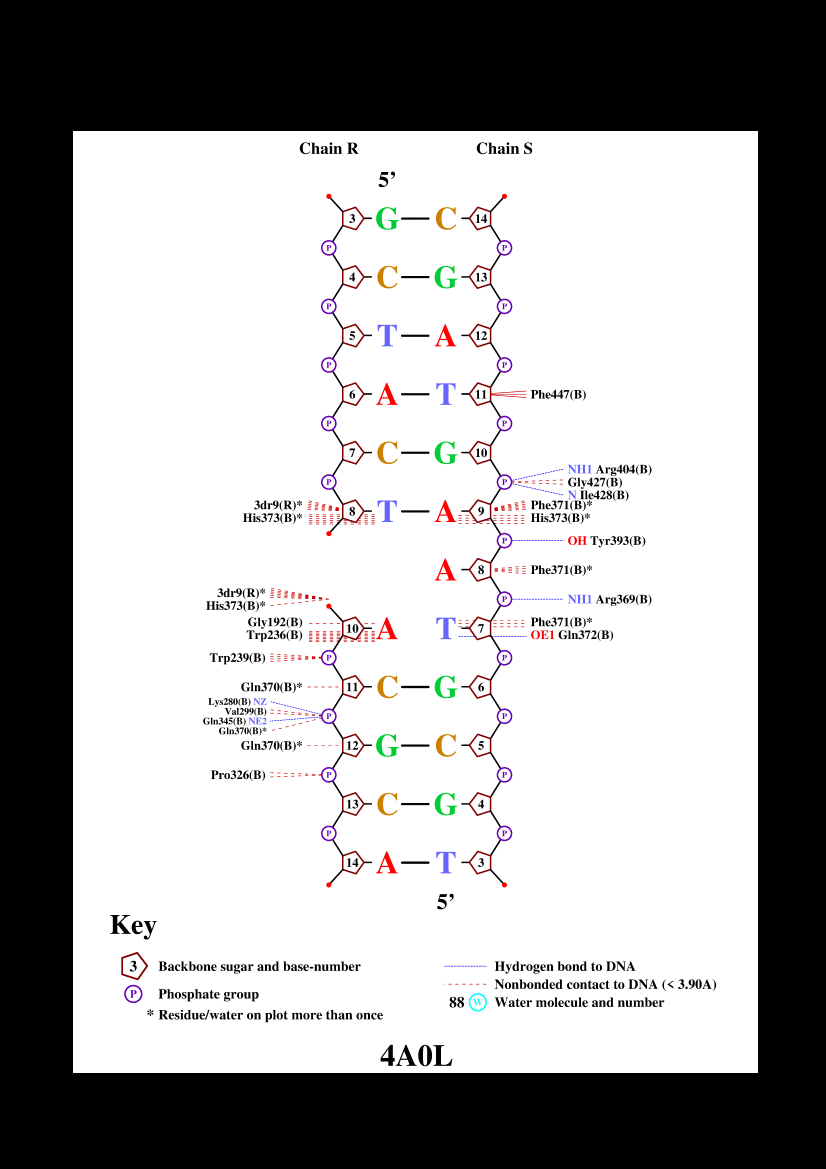 Chain R Chain S
5’
3 G C 14
P P
4 C G 13
P P
5 T A 12
P P
6 A T 11 Phe447(B)
P P
7 C G 10
NH1 Arg404(B)
P P Gly427(B)
N Ile428(B)
3dr9(R)* Phe371(B)*
8 T A 9
His373(B)* His373(B)*
P OH Tyr393(B)
A 8 Phe371(B)*
3dr9(R)*
P NH1 Arg369(B)
His373(B)*
Gly192(B) Phe371(B)*
10 A T 7
Trp236(B) OE1 Gln372(B)
Trp239(B) P P
Gln370(B)* 11 C G 6
Lys280(B) NZ
Val299(B)
P P
Gln345(B) NE2
Gln370(B)*
Gln370(B)* 12 G C 5
Pro326(B) P P
13 C G 4
P P
14 A T 3
5’
Key
3 Backbone sugar and base-number
P Phosphate group
* Residue/water on plot more than once
Hydrogen bond to DNA
Nonbonded contact to DNA (< 3.90A)
88 W Water molecule and number
4A0L